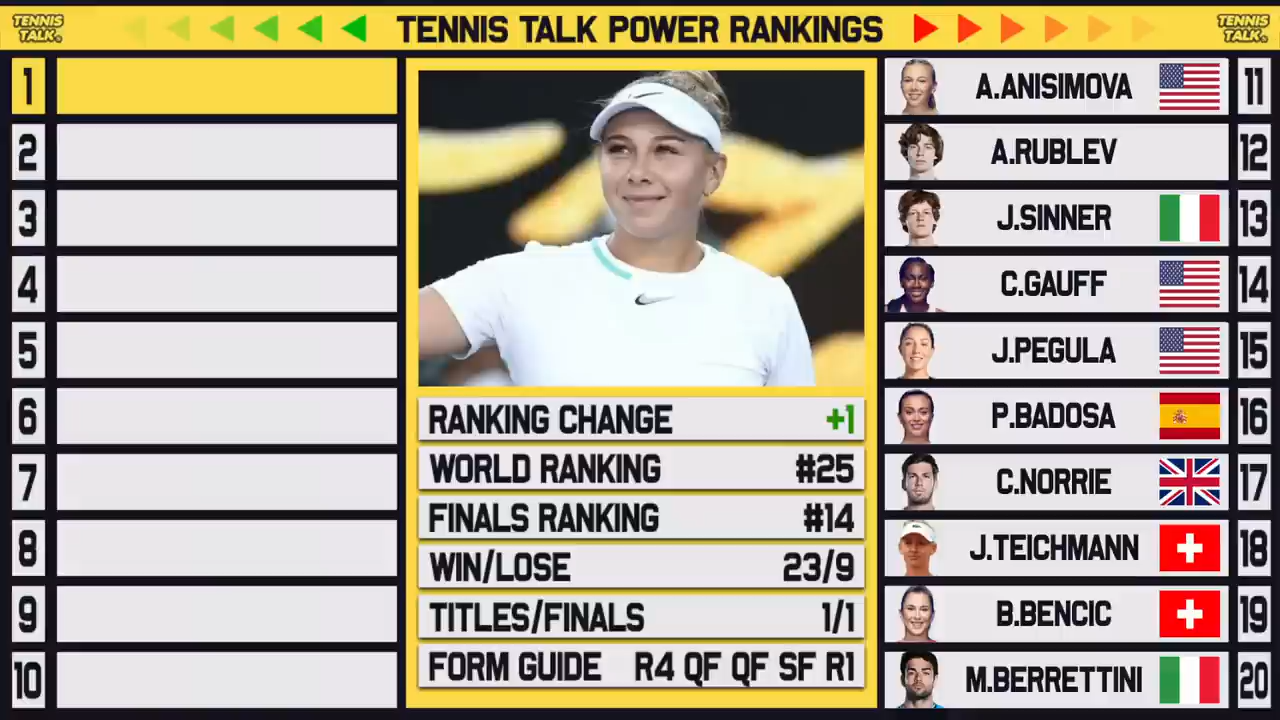 TENNIS TALK.
TENNIS TALK POWER RANKINGS
TENNIS TALK.
1
2
3
4
5
6
7
8
9
10
RANKING CHANGE +1
WORLD RANKING #25
FINALS RANKING #14
WIN/LOSE 23/9
TITLES/FINALS 1/1
FORM GUIDE R4 QF QF SF R1
A.ANISIMOVA 11
A.RUBLEV 12
J.SINNER 13
C.GAUFF 14
J.PEGULA 15
P.BADOSA 16
C.NORRIE 17
J.TEICHMANN 18
B.BENCIC 19
M.BERRETTINI 20